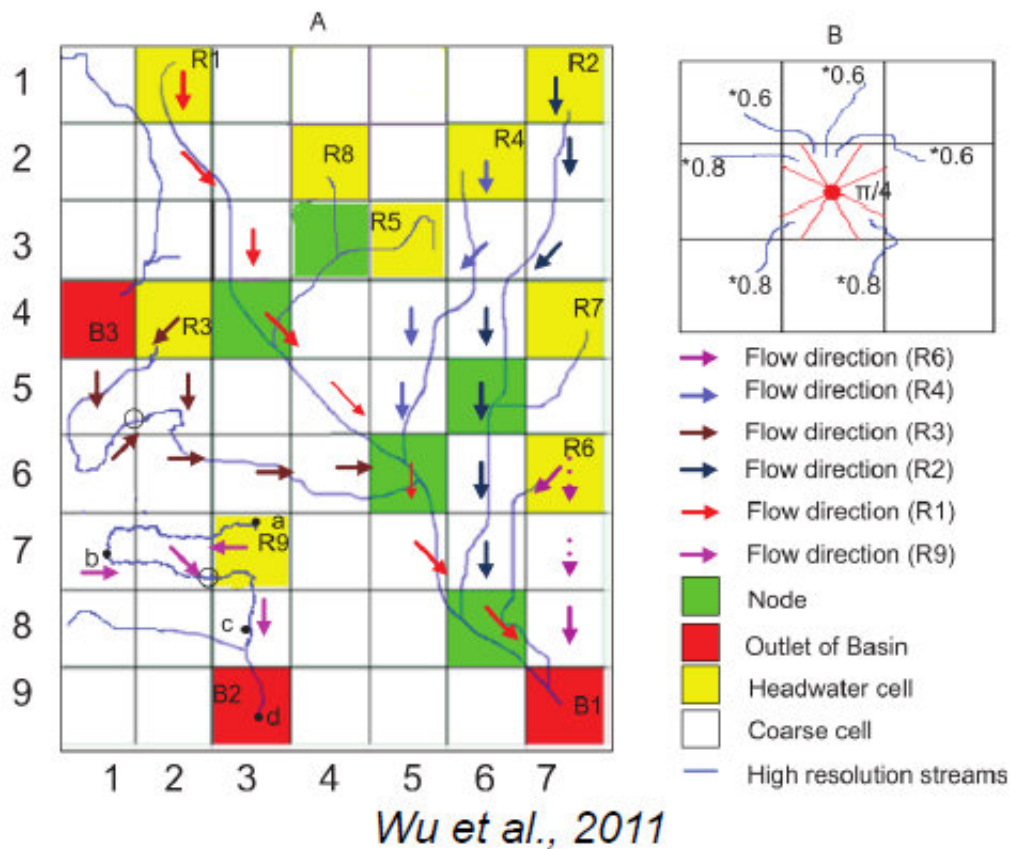 A
B
R1
R2
1
R8
R4
2
R5
3
B3
R3
R7
4
5
R6
6
a
R9
b
7
c
8
B2
d
B1
9
1 2 3 4 5 6 7
*0.6
*0.6
*0.8
*0.6
π/4
*0.8
*0.8
Flow direction (R6)
Flow direction (R4)
Flow direction (R3)
Flow direction (R2)
Flow direction (R1)
Flow direction (R9)
Node
Outlet of Basin
Headwater cell
Coarse cell
High resolution streams
Wu et al., 2011